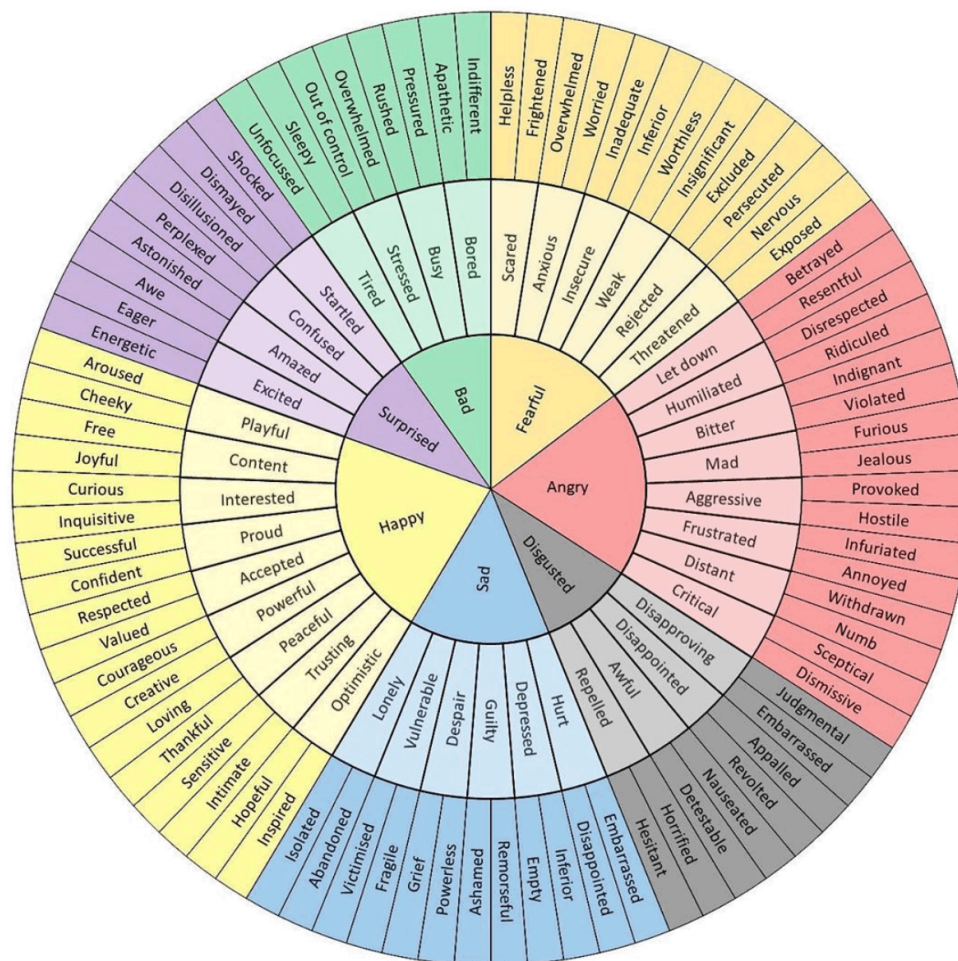 Fearful
Angry
Disgusted
Sad
Happy
Surprised
Bad
Scared
Anxious
Insecure
Weak
Rejected
Threatened
Let down
Humiliated
Bitter
Mad
Aggressive
Frustrated
Distant
Critical
Disapproving
Disappointed
Awful
Repelled
Hurt
Depressed
Guilty
Despair
Vulnerable
Lonely
Optimistic
Trusting
Peaceful
Powerful
Accepted
Proud
Interested
Content
Playful
Excited
Amazed
Confused
Startled
Tired
Stressed
Busy
Bored
Helpless
Frightened
Overwhelmed
Worried
Inadequate
Inferior
Worthless
Insignificant
Excluded
Persecuted
Nervous
Exposed
Betrayed
Resentful
Disrespected
Ridiculed
Indignant
Violated
Furious
Jealous
Provoked
Hostile
Infuriated
Annoyed
Withdrawn
Numb
Sceptical
Dismissive
Judgmental
Embarrassed
Appalled
Revolted
Nauseated
Detestable
Horrified
Hesitant
Embarrassed
Disappointed
Inferior
Empty
Remorseful
Ashamed
Powerless
Grief
Fragile
Victimised
Abandoned
Isolated
Inspired
Hopeful
Intimate
Sensitive
Thankful
Loving
Creative
Courageous
Valued
Respected
Confident
Successful
Inquisitive
Curious
Joyful
Free
Cheeky
Aroused
Energetic
Eager
Awe
Astonished
Perplexed
Disillusioned
Dismayed
Shocked
Unfocussed
Sleepy
Out of control
Overwhelmed
Rushed
Pressured
Apathetic
Indifferent